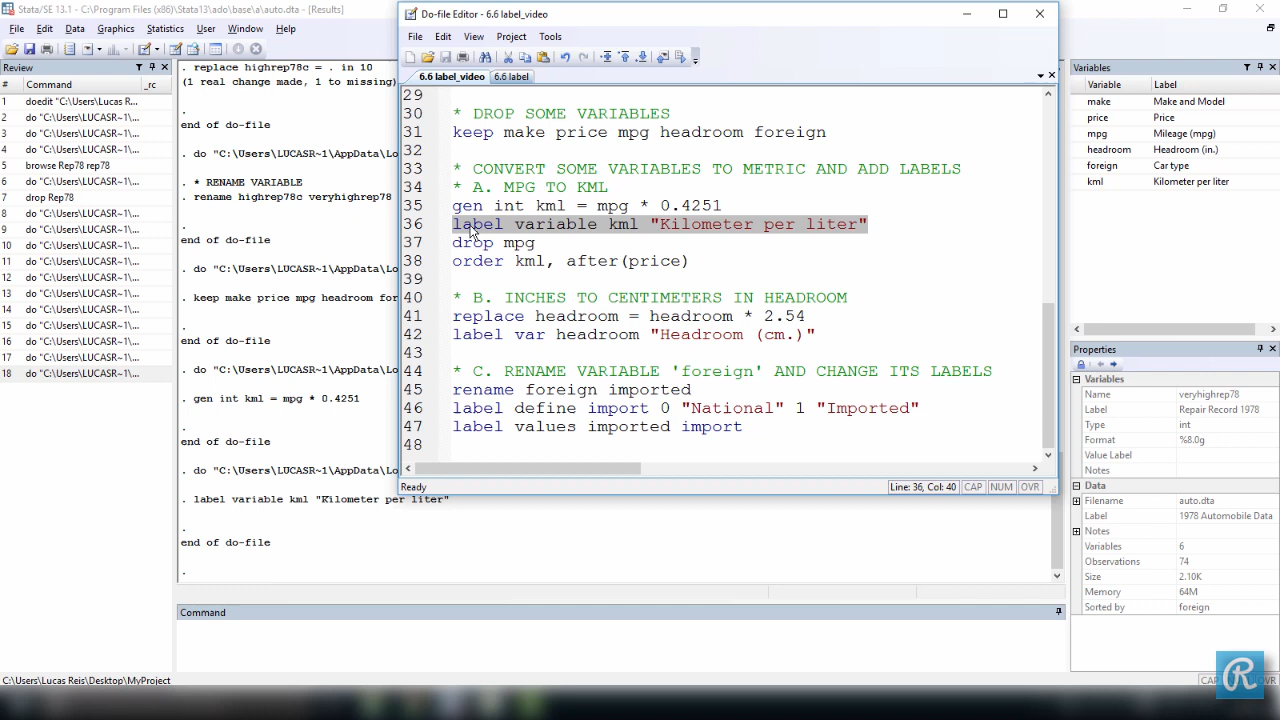 Stata/SE 13.1 - C:\Program Files (x86)\Stata13\ado\base\a\auto.dta - [Results]
File Edit Data Graphics Statistics User Window Help
Review
# Command _rc
1 doedit "C:\Users\Lucas R...
2 do "C:\Users\LUCASR~1\...
3 do "C:\Users\LUCASR~1\...
4 do "C:\Users\LUCASR~1\...
5 browse Rep78 rep78
6 do "C:\Users\LUCASR~1\...
7 drop Rep78
8 do "C:\Users\LUCASR~1\...
9 do "C:\Users\LUCASR~1\...
10 do "C:\Users\LUCASR~1\...
11 do "C:\Users\LUCASR~1\...
12 do "C:\Users\LUCASR~1\...
13 do "C:\Users\LUCASR~1\...
14 do "C:\Users\LUCASR~1\...
15 do "C:\Users\LUCASR~1\...
16 do "C:\Users\LUCASR~1\...
17 do "C:\Users\LUCASR~1\...
18 do "C:\Users\LUCASR~1\...
. replace highrep78c = . in 10
(1 real change made, 1 to missing)
.
end of do-file
. do "C:\Users\LUCASR~1\AppData\Lo
. * RENAME VARIABLE
. rename highrep78c veryhighrep78
.
end of do-file
. do "C:\Users\LUCASR~1\AppData\Lo
. keep make price mpg headroom for
.
end of do-file
. do "C:\Users\LUCASR~1\AppData\Lo
. gen int kml = mpg * 0.4251
.
end of do-file
. do "C:\Users\LUCASR~1\AppData\Lo
. label variable kml "Kilometer per liter"
.
end of do-file
.
Command
Do-file Editor - 6.6 label_video
File Edit View Project Tools
6.6 label_video 6.6 label
29
30 * DROP SOME VARIABLES
31 keep make price mpg headroom foreign
32
33 * CONVERT SOME VARIABLES TO METRIC AND ADD LABELS
34 * A. MPG TO KML
35 gen int kml = mpg * 0.4251
36 label variable kml "Kilometer per liter"
37 drop mpg
38 order kml, after(price)
39
40 * B. INCHES TO CENTIMETERS IN HEADROOM
41 replace headroom = headroom * 2.54
42 label var headroom "Headroom (cm.)"
43
44 * C. RENAME VARIABLE 'foreign' AND CHANGE ITS LABELS
45 rename foreign imported
46 label define import 0 "National" 1 "Imported"
47 label values imported import
48
Ready Line: 36, Col: 40 CAP NUM OVR
Variables
Variable Label
make Make and Model
price Price
mpg Mileage (mpg)
headroom Headroom (in.)
foreign Car type
kml Kilometer per liter
Properties
Variables
Name veryhighrep78
Label Repair Record 1978
Type int
Format %8.0g
Value Label
Notes
Data
Filename auto.dta
Label 1978 Automobile Data
Notes
Variables 6
Observations 74
Size 2.10K
Memory 64M
Sorted by foreign
C:\Users\Lucas Reis\Desktop\MyProject
R